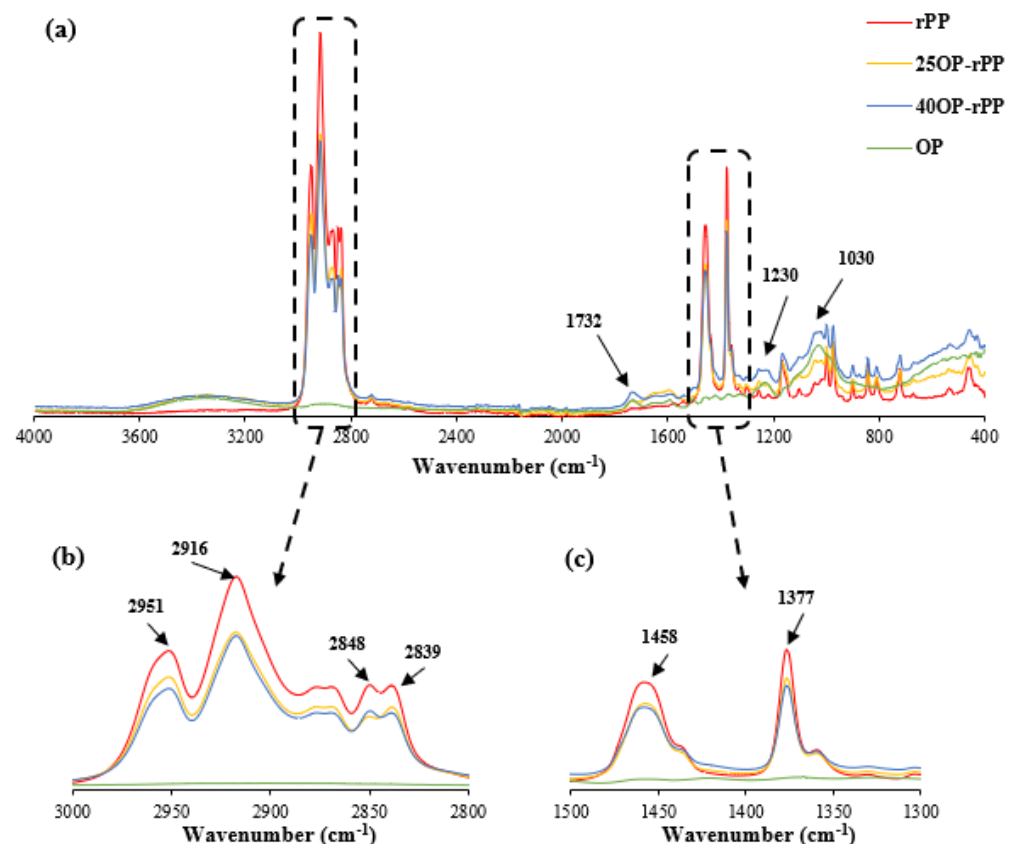 (a)
rPP
25OP-rPP
40OP-rPP
OP
1732
1230
1030
4000 3600 3200 2800 2400 2000 1600 1200 800 400
Wavenumber (cm-1)
(b)
2951
2916
2848
2839
3000 2950 2900 2850 2800
Wavenumber (cm-1)
(c)
1458
1377
1500 1450 1400 1350 1300
Wavenumber (cm-1)